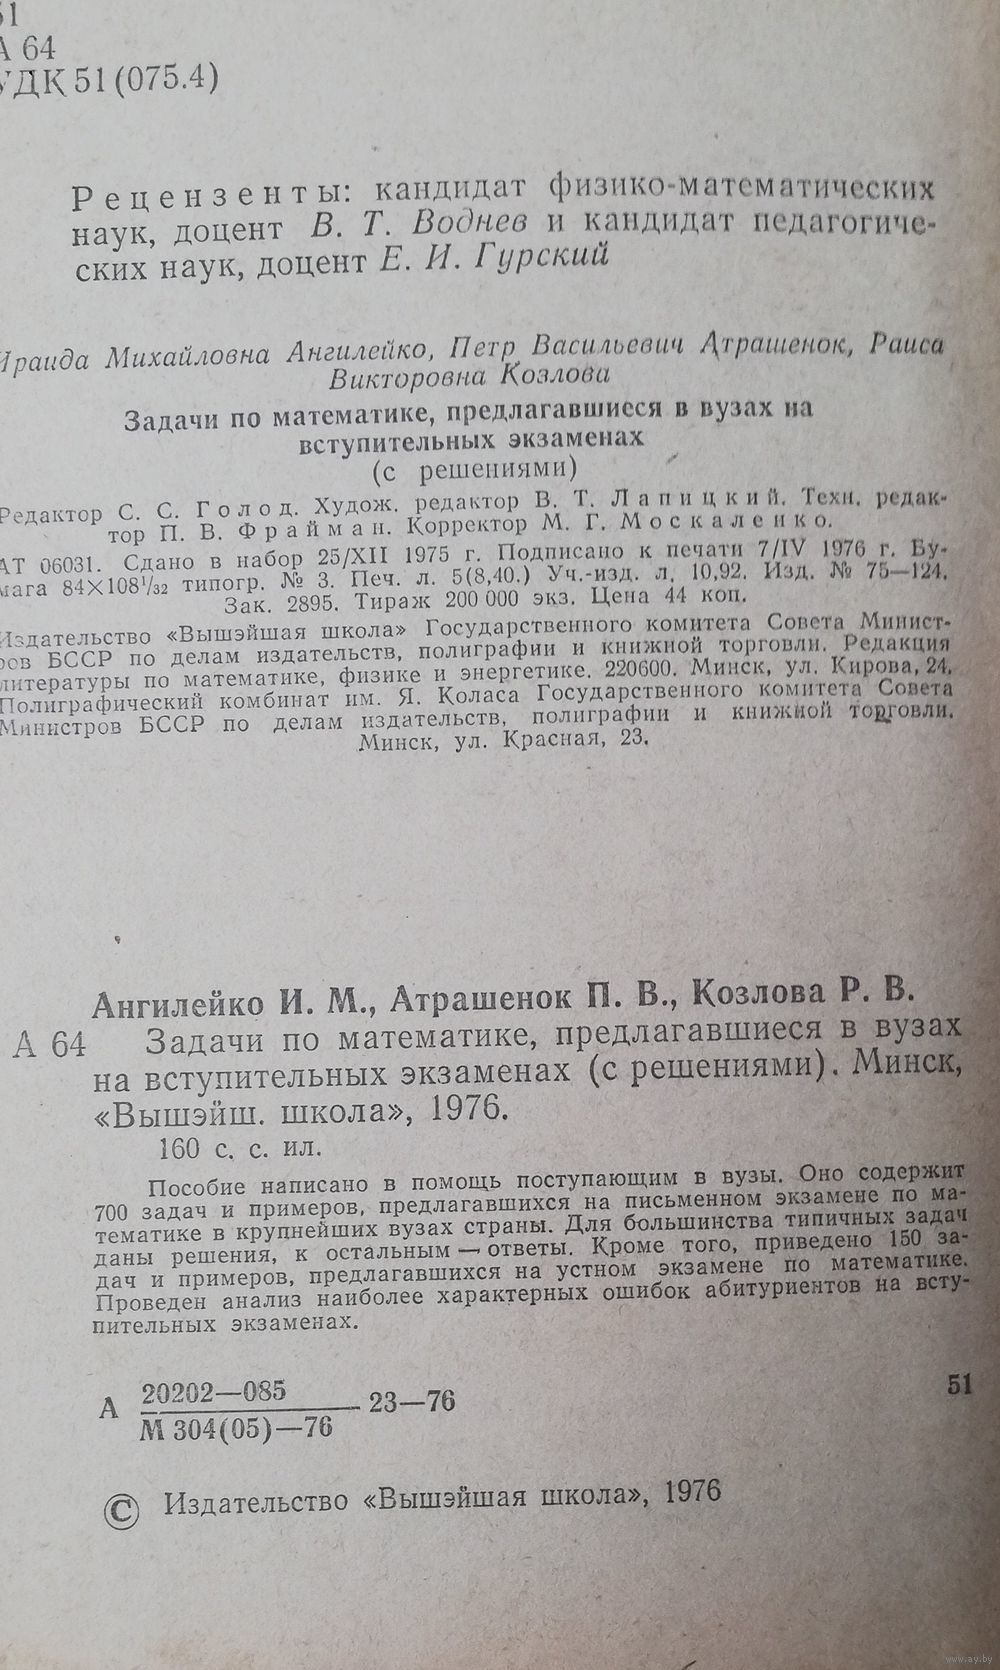 51
А 64
УДК 51 (075.4)
Рецензенты: кандидат физико-математических
наук, доцент В. Т. Воднев и кандидат педагогиче-
ских наук, доцент Е. И. Гурский
Ираида Михайловна Ангилейко, Петр Васильевич Атрашенок, Раиса
Викторовна Козлова
Задачи по математике, предлагавшиеся в вузах на
вступительных экзаменах
(с решениями)
Редактор С. С. Голод. Худож. редактор В. Т. Лапицкий. Техн. редак-
тор П. В. Фрайман. Корректор М. Г. Москаленко.
АТ 06031. Сдано в набор 25/XII 1975 г. Подписано к печати 7/IV 1976 г. Бу-
мага 84×108 1/32 типогр. № 3. Печ. л. 5(8,40.) Уч.-изд. л. 10,92. Изд. № 75—124.
Зак. 2895. Тираж 200 000 экз. Цена 44 коп.
Издательство «Вышэйшая школа» Государственного комитета Совета Минист-
ров БССР по делам издательств, полиграфии и книжной торговли. Редакция
литературы по математике, физике и энергетике. 220600. Минск, ул. Кирова, 24.
Полиграфический комбинат им. Я. Коласа Государственного комитета Совета
Министров БССР по делам издательств, полиграфии и книжной торговли.
Минск, ул. Красная, 23.
Ангилейко И. М., Атрашенок П. В., Козлова Р. В.
А 64 Задачи по математике, предлагавшиеся в вузах
на вступительных экзаменах (с решениями). Минск,
«Вышэйш. школа», 1976.
160 с. с. ил.
Пособие написано в помощь поступающим в вузы. Оно содержит
700 задач и примеров, предлагавшихся на письменном экзамене по ма-
тематике в крупнейших вузах страны. Для большинства типичных задач
даны решения, к остальным — ответы. Кроме того, приведено 150 за-
дач и примеров, предлагавшихся на устном экзамене по математике.
Проведен анализ наиболее характерных ошибок абитуриентов на всту-
пительных экзаменах.
А 20202—085 23—76 51
М 304(05)—76
© Издательство «Вышэйшая школа», 1976
www.ay.by